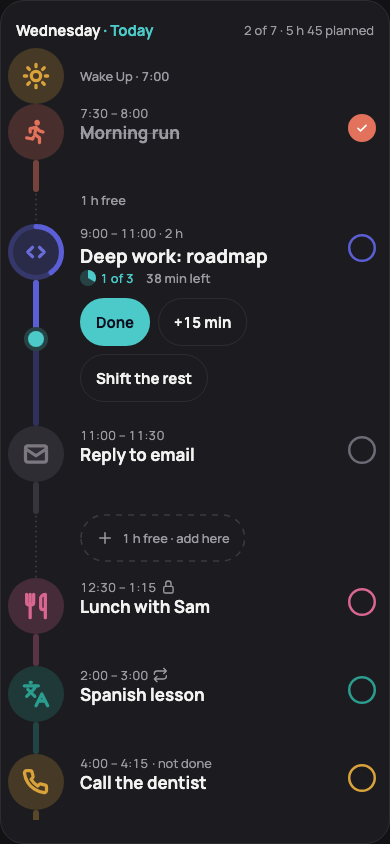 Wednesday · Today
2 of 7 · 5 h 45 planned
Wake Up · 7:00
7:30 – 8:00
Morning run
1 h free
9:00 – 11:00 · 2 h
Deep work: roadmap
1 of 3 38 min left
Done
+15 min
Shift the rest
11:00 – 11:30
Reply to email
1 h free · add here
12:30 – 1:15
Lunch with Sam
2:00 – 3:00
Spanish lesson
4:00 – 4:15 · not done
Call the dentist